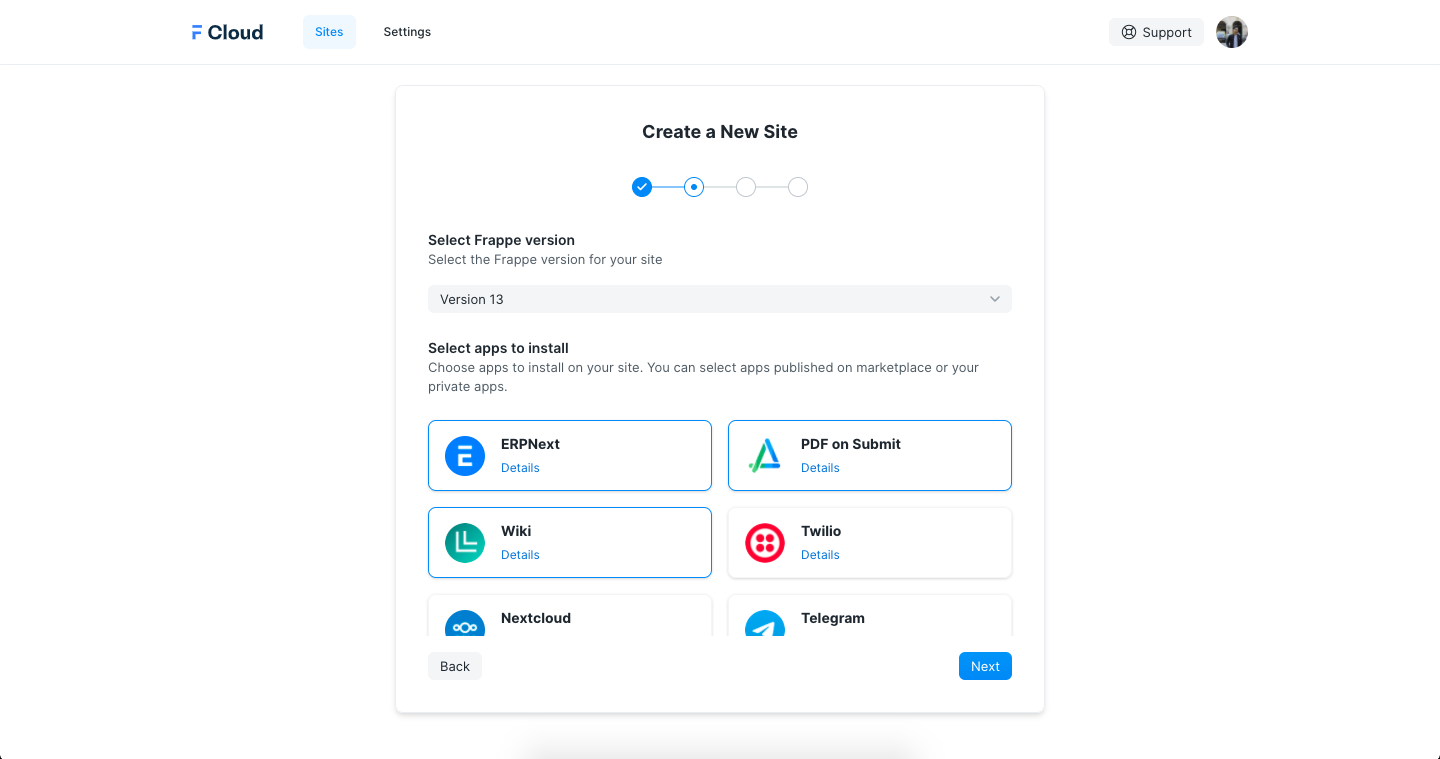 F Cloud
Sites
Settings
Support
Create a New Site
Select Frappe version
Select the Frappe version for your site
Version 13
Select apps to install
Choose apps to install on your site. You can select apps published on marketplace or your
private apps.
ERPNext
Details
PDF on Submit
Details
Wiki
Details
Twilio
Details
Nextcloud
Telegram
Back
Next